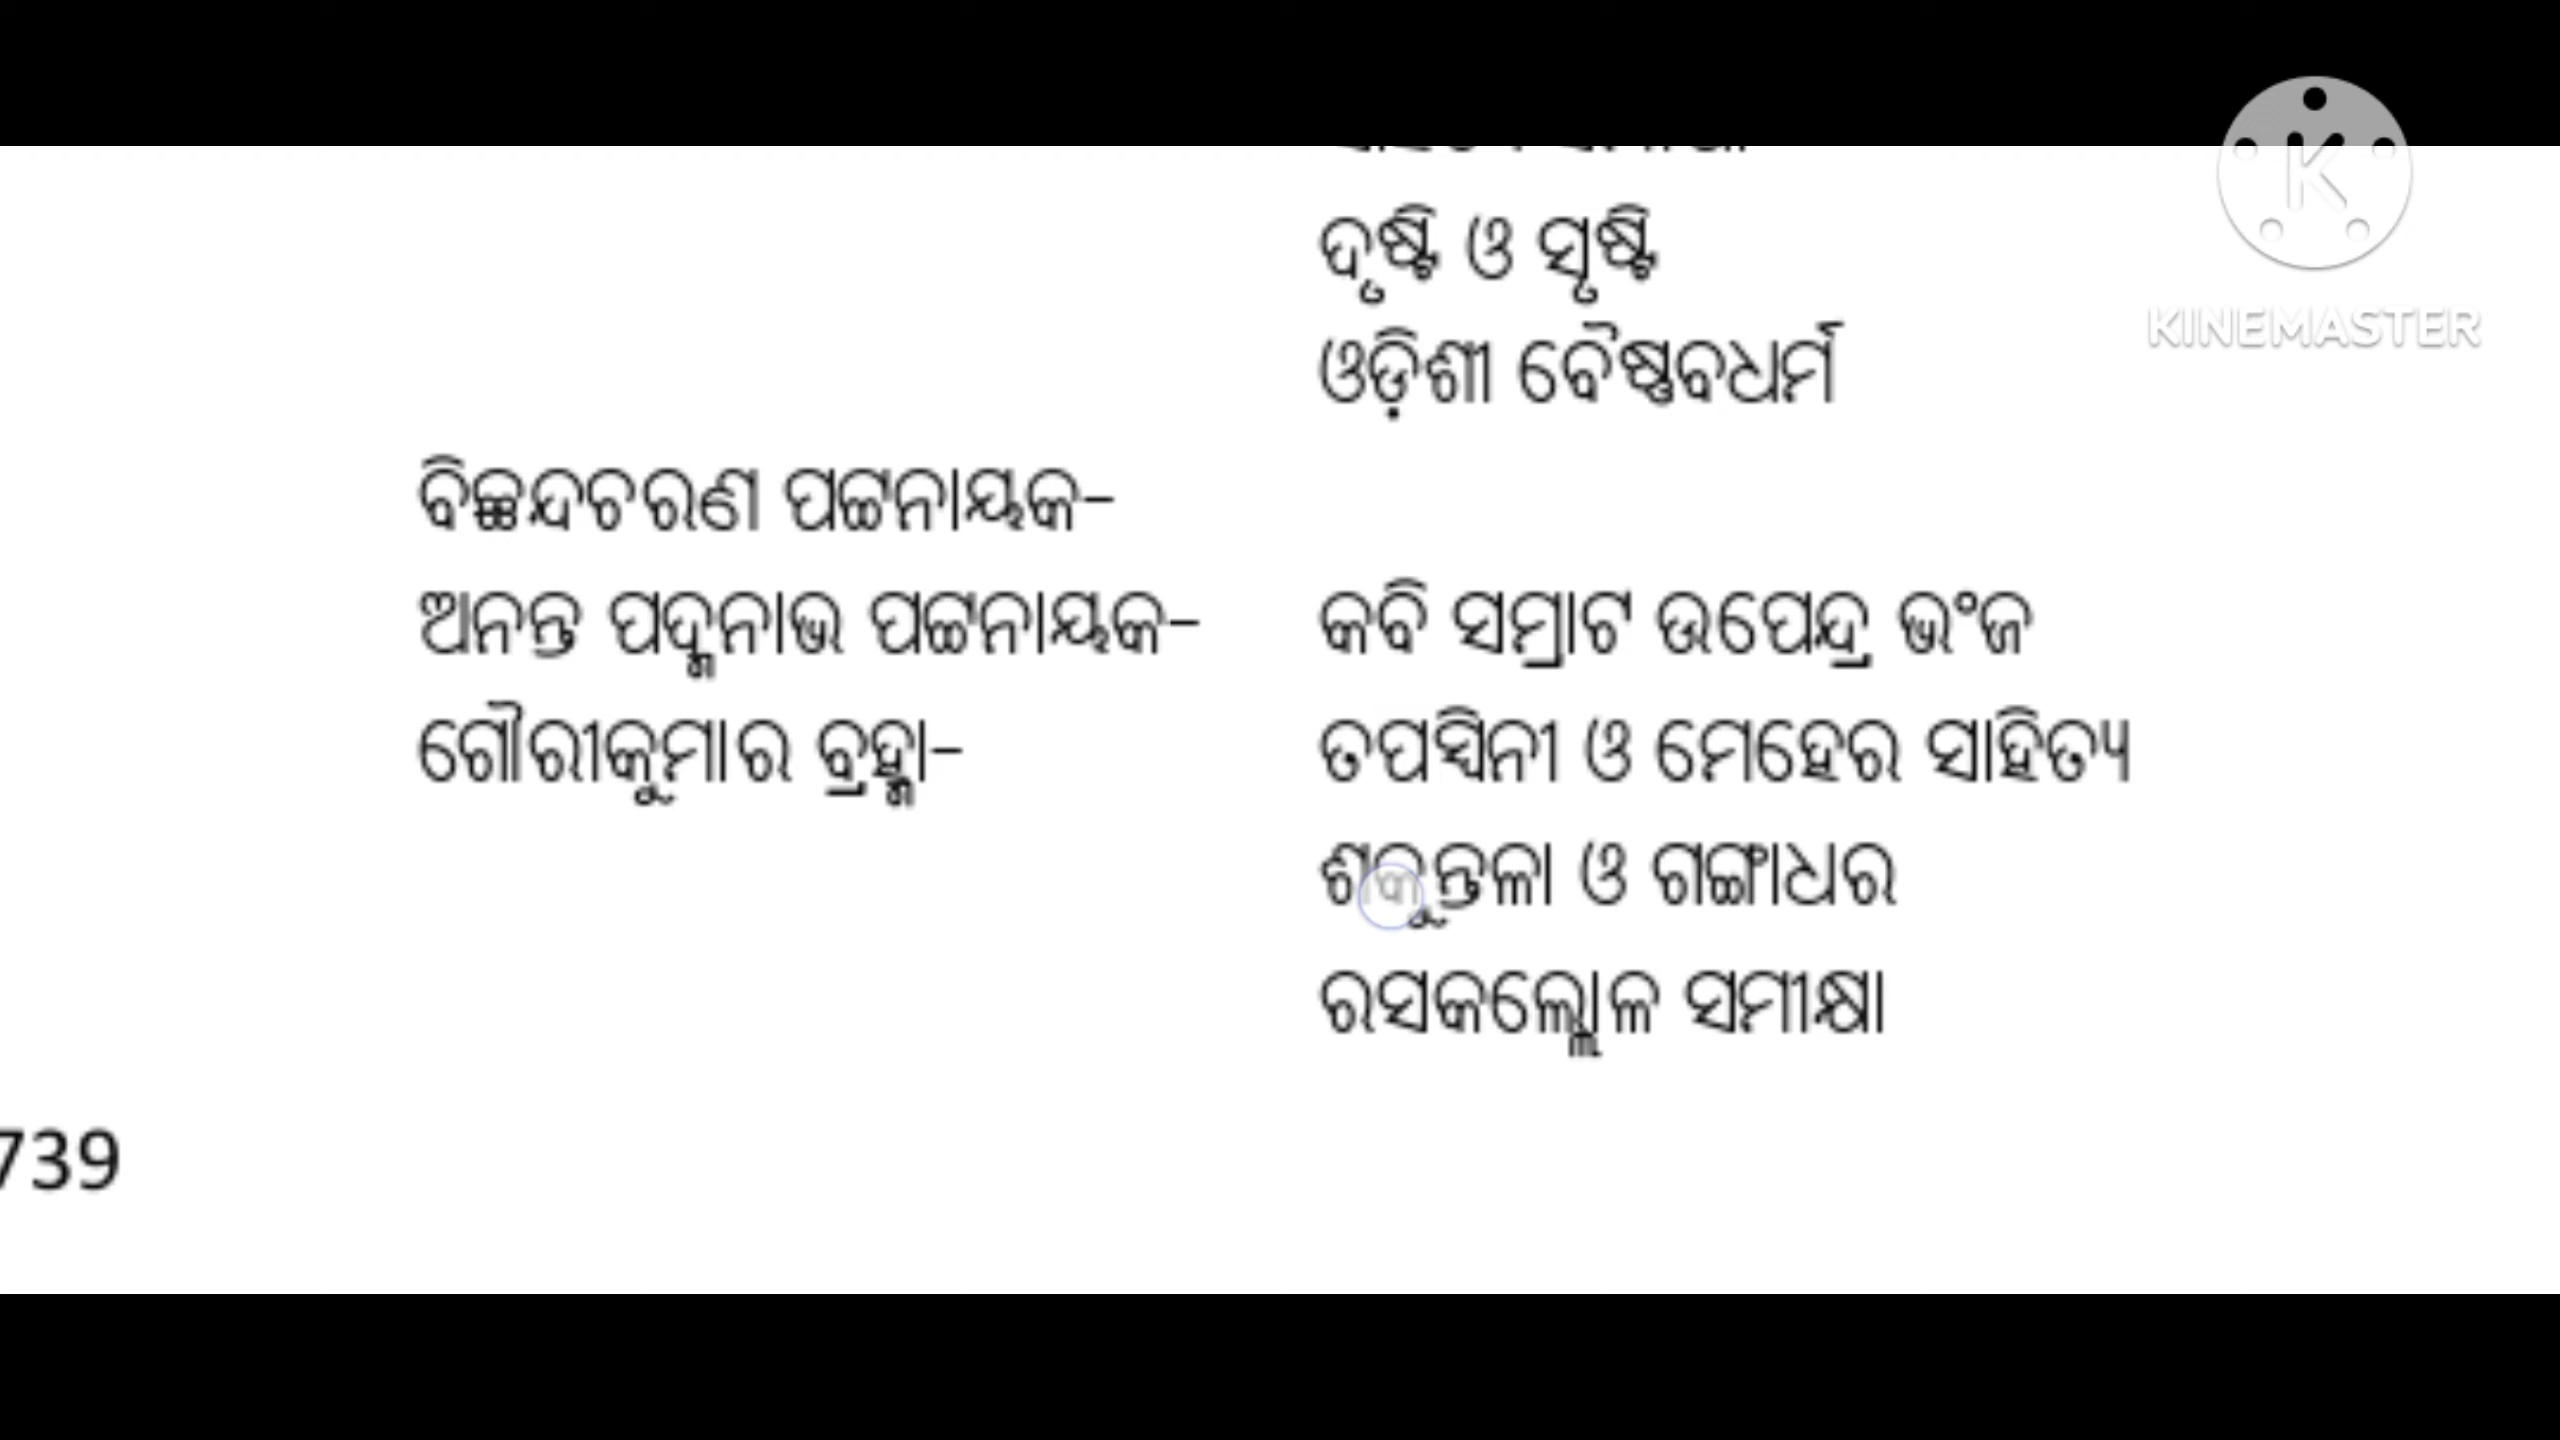 ଦୃଷ୍ଟି ଓ ସୃଷ୍ଟି
ଓଡ଼ିଶୀ ବୈଷ୍ଣବଧର୍ମ
ବିଚ୍ଛନ୍ଦଚରଣ ପଟ୍ଟନାୟକ-
ଅନନ୍ତ ପଦ୍ମନାଭ ପଟ୍ଟନାୟକ- କବି ସମ୍ରାଟ ଉପେନ୍ଦ୍ର ଭଂଜ
ଗୌରୀକୁମାର ବ୍ରହ୍ମା- ତପସ୍ୱିନୀ ଓ ମେହେର ସାହିତ୍ୟ
ଶକୁନ୍ତଳା ଓ ଗଙ୍ଗାଧର
ରସକଲ୍ଲୋଳ ସମୀକ୍ଷା
739
KINEMASTER